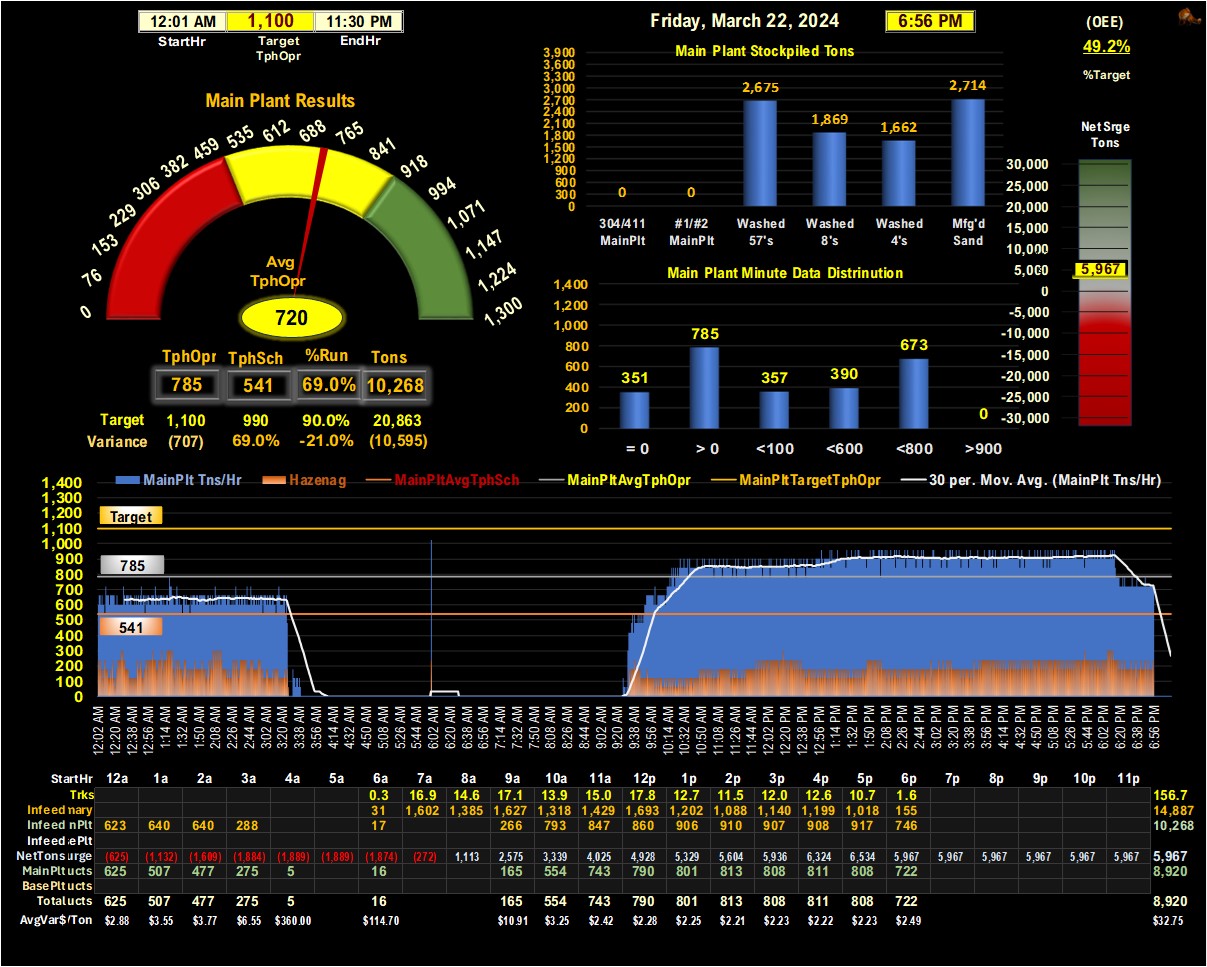 12:01 AM 1,100 11:30 PM
StartHr Target EndHr
TphOpr
Friday, March 22, 2024 6:56 PM
(OEE)
49.2%
%Target
Main Plant Results
0 76 153 229 306 382 459 535 612 688 765 841 918 994 1,071 1,147 1,224 1,300
Avg
TphOpr
720
TphOpr TphSch %Run Tons
785 541 69.0% 10,268
Target 1,100 990 90.0% 20,863
Variance (707) 69.0% -21.0% (10,595)
Main Plant Stockpiled Tons
3,900
3,600
3,300
3,000
2,700
2,400
2,100
1,800
1,500
1,200
900
600
300
0
0 0 2,675 1,869 1,662 2,714
304/411 #1/#2 Washed Washed Washed Mfg'd
MainPlt MainPlt 57's 8's 4's Sand
Main Plant Minute Data Distrinution
1,400
1,200
1,000
800
600
400
200
0
351 785 357 390 673 0
= 0 > 0 <100 <600 <800 >900
Net Srge
Tons
30,000
25,000
20,000
15,000
10,000
5,000
0
-5,000
-10,000
-15,000
-20,000
-25,000
-30,000
5,967
MainPlt Tns/Hr Hazenag MainPltAvgTphSch MainPltAvgTphOpr MainPltTargetTphOpr 30 per. Mov. Avg. (MainPlt Tns/Hr)
1,400
1,300
1,200
1,100
1,000
900
800
700
600
500
400
300
200
100
0
Target
785
541
12:02 AM 12:20 AM 12:38 AM 12:56 AM 1:14 AM 1:32 AM 1:50 AM 2:08 AM 2:26 AM 2:44 AM 3:02 AM 3:20 AM 3:38 AM 3:56 AM 4:14 AM 4:32 AM 4:50 AM 5:08 AM 5:26 AM 5:44 AM 6:02 AM 6:20 AM 6:38 AM 6:56 AM 7:14 AM 7:32 AM 7:50 AM 8:08 AM 8:26 AM 8:44 AM 9:02 AM 9:20 AM 9:38 AM 9:56 AM 10:14 AM 10:32 AM 10:50 AM 11:08 AM 11:26 AM 11:44 AM 12:02 PM 12:20 PM 12:38 PM 12:56 PM 1:14 PM 1:32 PM 1:50 PM 2:08 PM 2:26 PM 2:44 PM 3:02 PM 3:20 PM 3:38 PM 3:56 PM 4:14 PM 4:32 PM 4:50 PM 5:08 PM 5:26 PM 5:44 PM 6:02 PM 6:20 PM 6:38 PM 6:56 PM
StartHr 12a 1a 2a 3a 4a 5a 6a 7a 8a 9a 10a 11a 12p 1p 2p 3p 4p 5p 6p 7p 8p 9p 10p 11p
Trks 0.3 16.9 14.6 17.1 13.9 15.0 17.8 12.7 11.5 12.0 12.6 10.7 1.6 156.7
Infeed nary 31 1,602 1,385 1,627 1,318 1,429 1,693 1,202 1,088 1,140 1,199 1,018 155 14,887
Infeed nPlt 623 640 640 288 17 266 793 847 860 906 910 907 908 917 746 10,268
Infeed ePlt
NetTons urge (625) (1,132) (1,609) (1,884) (1,889) (1,889) (1,874) (272) 1,113 2,575 3,339 4,025 4,928 5,329 5,604 5,936 6,324 6,534 5,967 5,967 5,967 5,967 5,967 5,967 5,967
MainPlt ucts 625 507 477 275 5 16 165 554 743 790 801 813 808 811 808 722 8,920
BasePlt ucts
Total ucts 625 507 477 275 5 16 165 554 743 790 801 813 808 811 808 722 8,920
AvgVar$/Ton $2.88 $3.55 $3.77 $6.55 $360.00 $114.70 $10.91 $3.25 $2.42 $2.28 $2.25 $2.21 $2.23 $2.22 $2.23 $2.49 $32.75